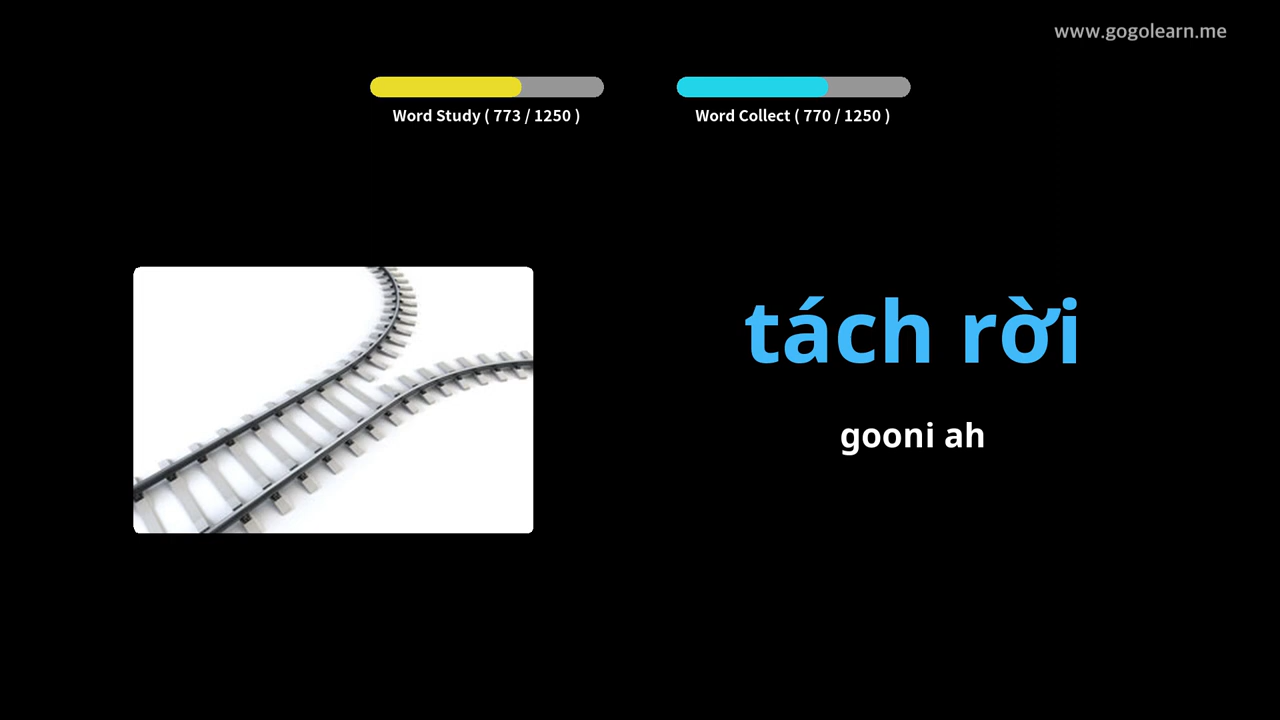 www.gogolearn.me
Word Study ( 773 / 1250 )
Word Collect ( 770 / 1250 )
tách rời
gooni ah